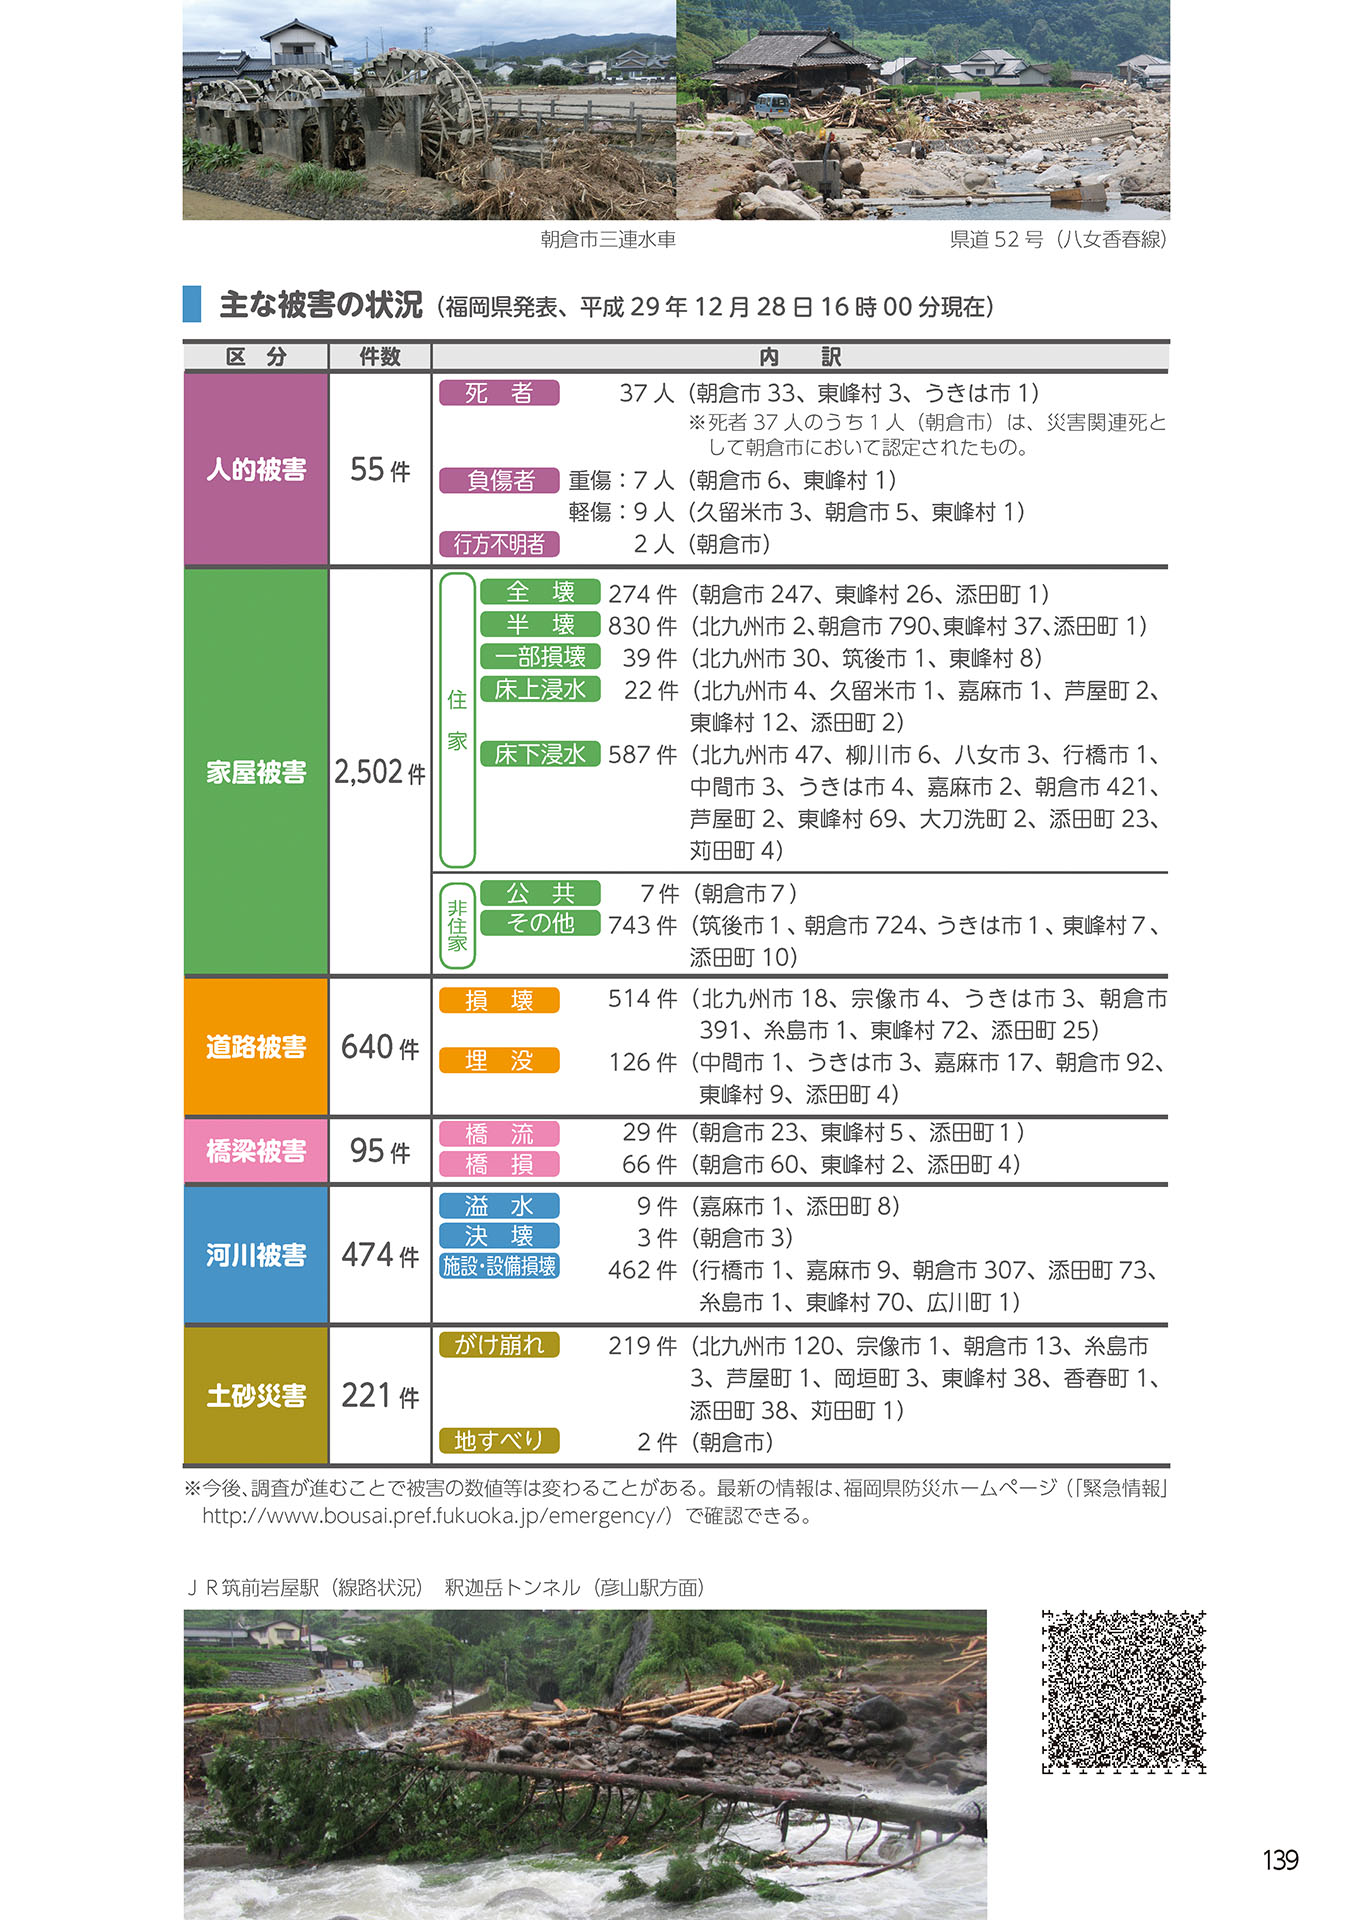 朝倉市三連水車
県道 52 号（八女香春線）
主な被害の状況（福岡県発表、平成 29 年 12 月 28 日 16 時 00 分現在）
区　分 件数 内　訳
死　者 37 人（朝倉市 33、東峰村 3、うきは市 1）
※死者 37 人のうち 1 人（朝倉市）は、災害関連死と
して朝倉市において認定されたもの。
人的被害 55 件
負傷者 重傷：7 人（朝倉市 6、東峰村 1）
軽傷：9 人（久留米市 3、朝倉市 5、東峰村 1）
行方不明者 2 人（朝倉市）
家屋被害 2,502 件
住家
全　壊 274 件（朝倉市 247、東峰村 26、添田町 1）
半　壊 830 件（北九州市 2、朝倉市 790、東峰村 37、添田町 1）
一部損壊 39 件（北九州市 30、筑後市 1、東峰村 8）
床上浸水 22 件（北九州市 4、久留米市 1、嘉麻市 1、芦屋町 2、
東峰村 12、添田町 2）
床下浸水 587 件（北九州市 47、柳川市 6、八女市 3、行橋市 1、
中間市 3、うきは市 4、嘉麻市 2、朝倉市 421、
芦屋町 2、東峰村 69、大刀洗町 2、添田町 23、
苅田町 4）
非住家
公　共 7 件（朝倉市 7）
その他 743 件（筑後市 1、朝倉市 724、うきは市 1、東峰村 7、
添田町 10）
道路被害 640 件
損　壊 514 件（北九州市 18、宗像市 4、うきは市 3、朝倉市
391、糸島市 1、東峰村 72、添田町 25）
埋　没 126 件（中間市 1、うきは市 3、嘉麻市 17、朝倉市 92、
東峰村 9、添田町 4）
橋梁被害 95 件
橋　流 29 件（朝倉市 23、東峰村 5、添田町 1）
橋　損 66 件（朝倉市 60、東峰村 2、添田町 4）
河川被害 474 件
溢　水 9 件（嘉麻市 1、添田町 8）
決　壊 3 件（朝倉市 3）
施設・設備損壊 462 件（行橋市 1、嘉麻市 9、朝倉市 307、添田町 73、
糸島市 1、東峰村 70、広川町 1）
土砂災害 221 件
がけ崩れ 219 件（北九州市 120、宗像市 1、朝倉市 13、糸島市
3、芦屋町 1、岡垣町 3、東峰村 38、香春町 1、
添田町 38、苅田町 1）
地すべり 2 件（朝倉市）
※今後、調査が進むことで被害の数値等は変わることがある。最新の情報は、福岡県防災ホームページ（「緊急情報」
http://www.bousai.pref.fukuoka.jp/emergency/）で確認できる。
ＪＲ筑前岩屋駅（線路状況）　釈迦岳トンネル（彦山駅方面）
139